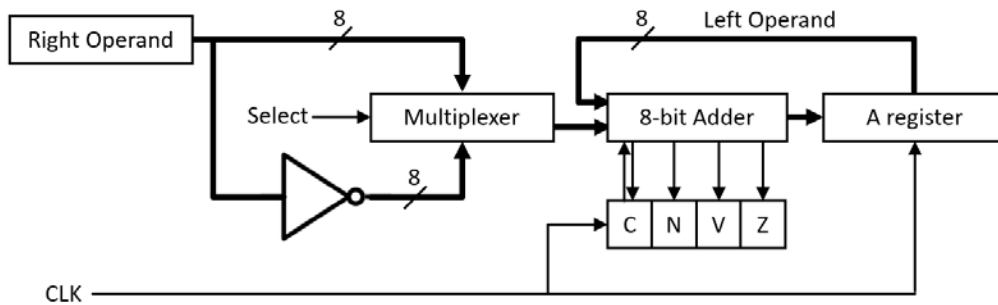 8
8
Left Operand
Right Operand
Select
Multiplexer
8-bit Adder
A register
8
C N V Z
CLK